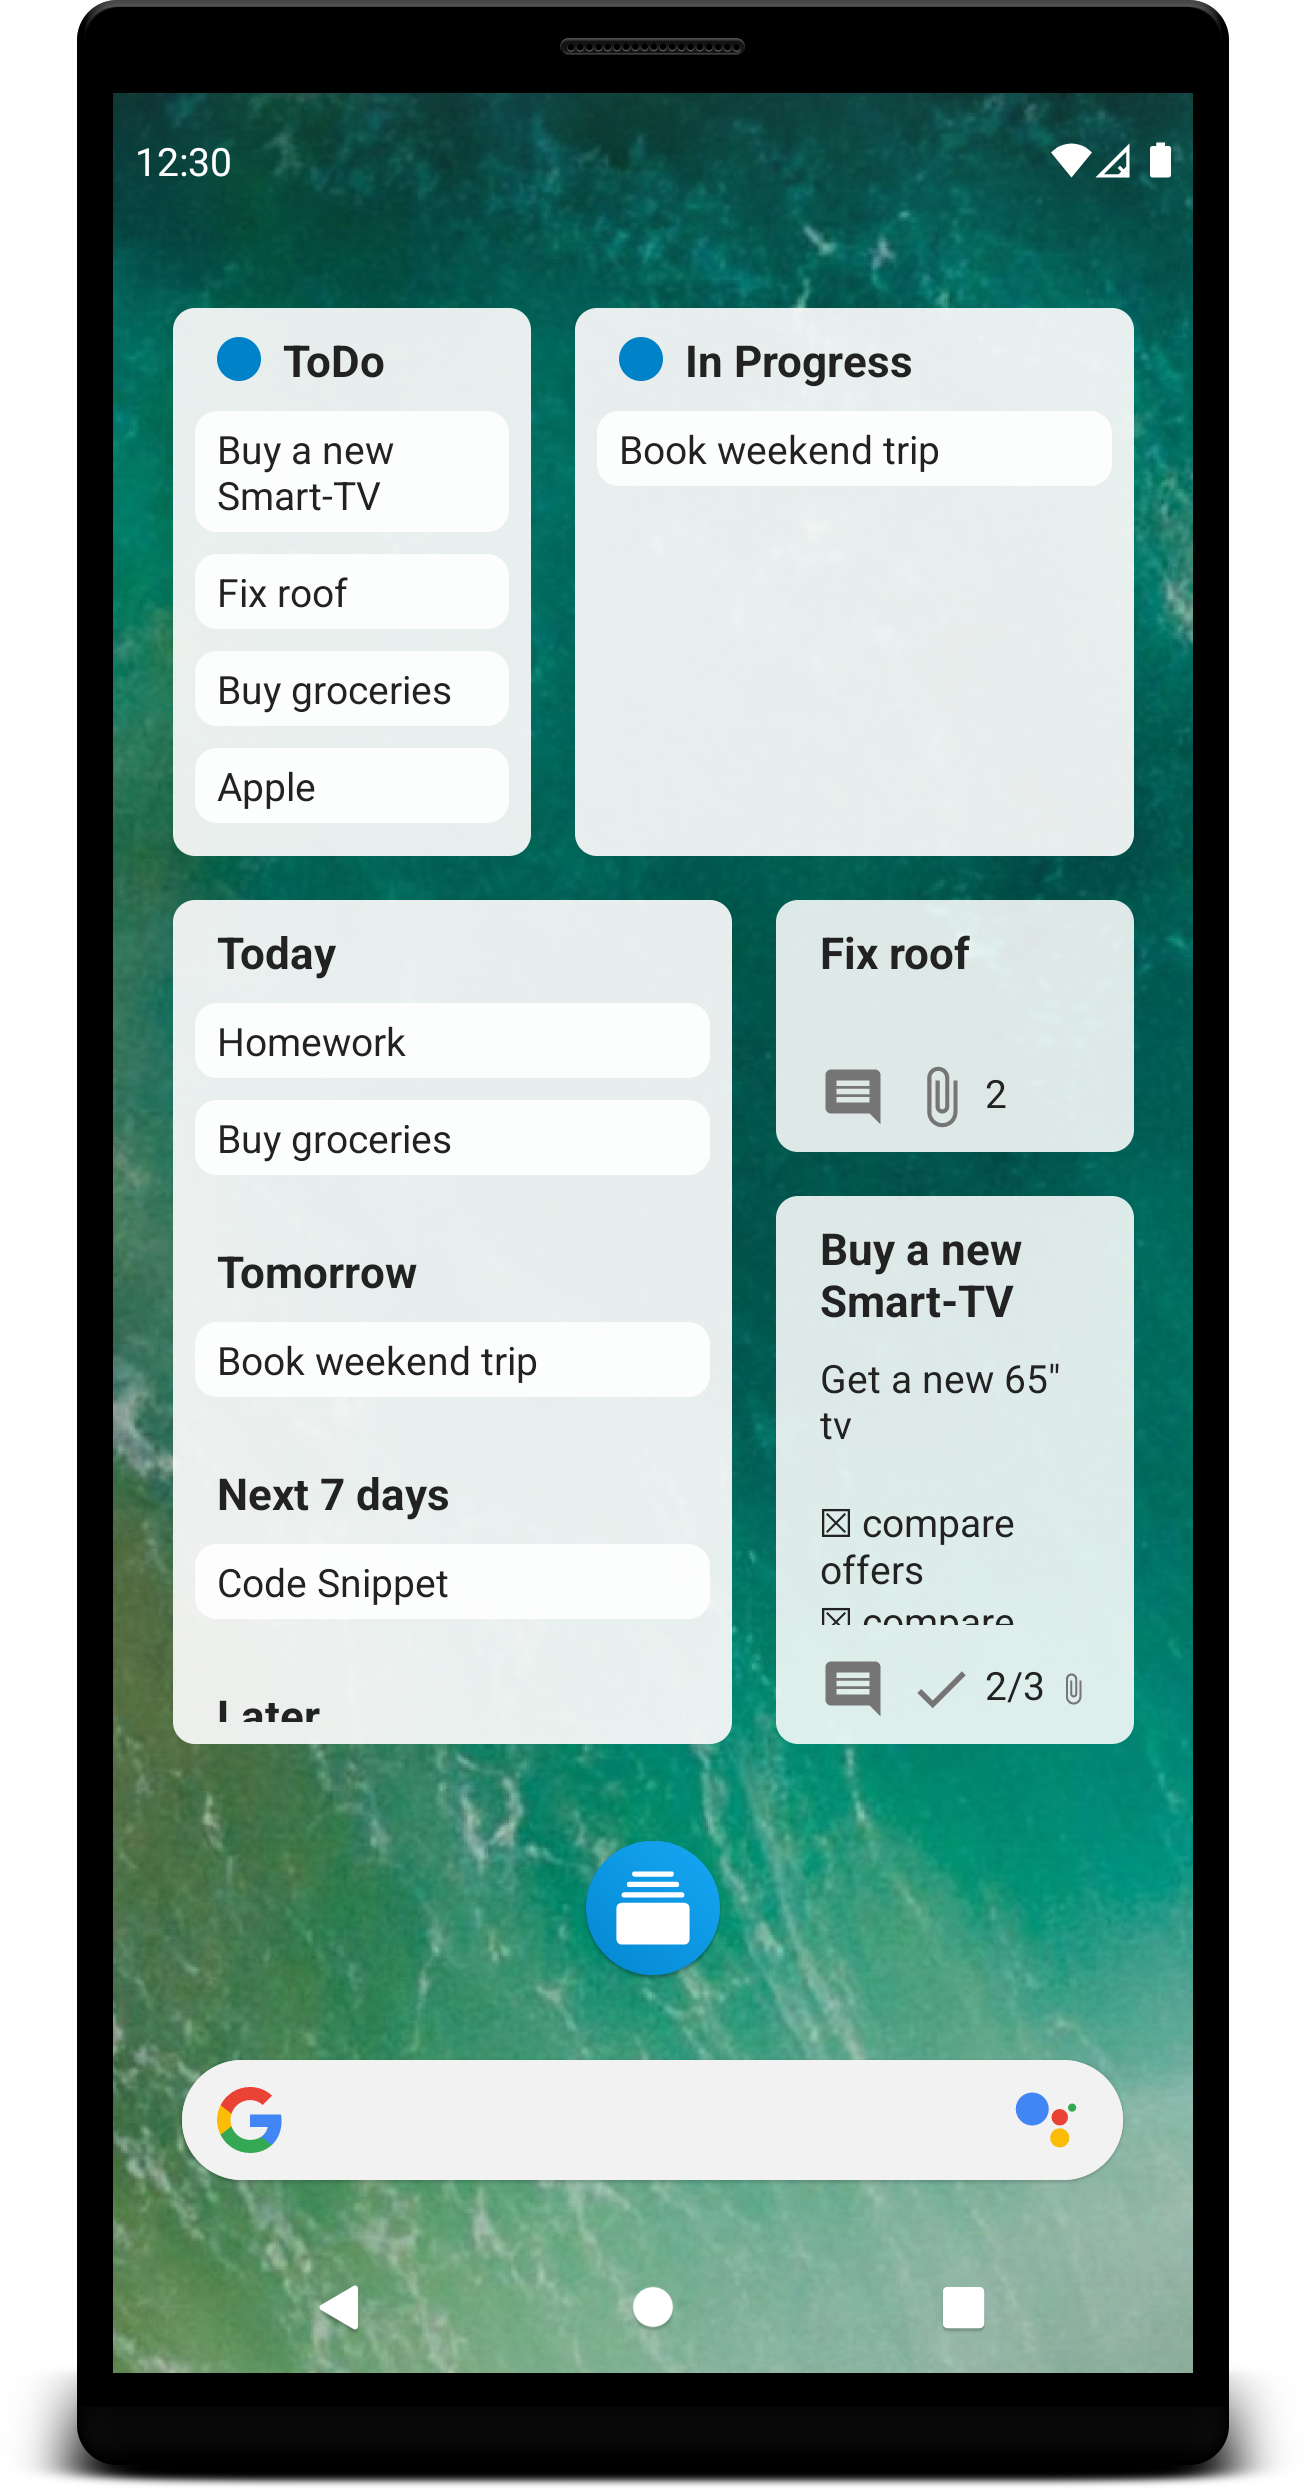 12:30
ToDo
Buy a new
Smart-TV
Fix roof
Buy groceries
Apple
In Progress
Book weekend trip
Today
Homework
Buy groceries
Tomorrow
Book weekend trip
Next 7 days
Code Snippet
Later
Fix roof
2
Buy a new
Smart-TV
Get a new 65"
tv
☒ compare
offers
☒ compare
2/3
G